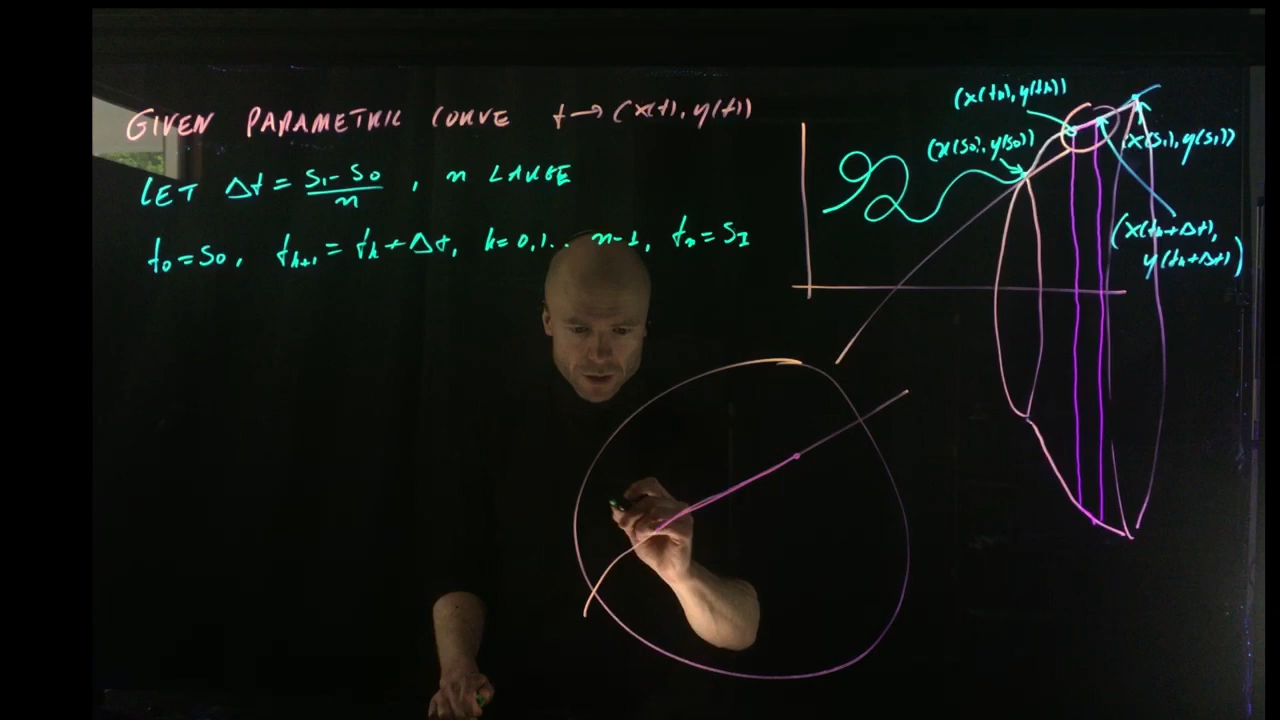 GIVEN PARAMETRIC CURVE t → (x(t), y(t))
LET Δt = \frac{S₁ - S₀}{n} , n LARGE
t₀ = S₀, tₖ₊₁ = tₖ + Δt, k = 0, 1 .. n-1, tₙ = S₁
(x(tₖ), y(tₖ))
(x(S₀), y(S₀))
(x(S₁), y(S₁))
(x(tₖ+Δt),
y(tₖ+Δt))